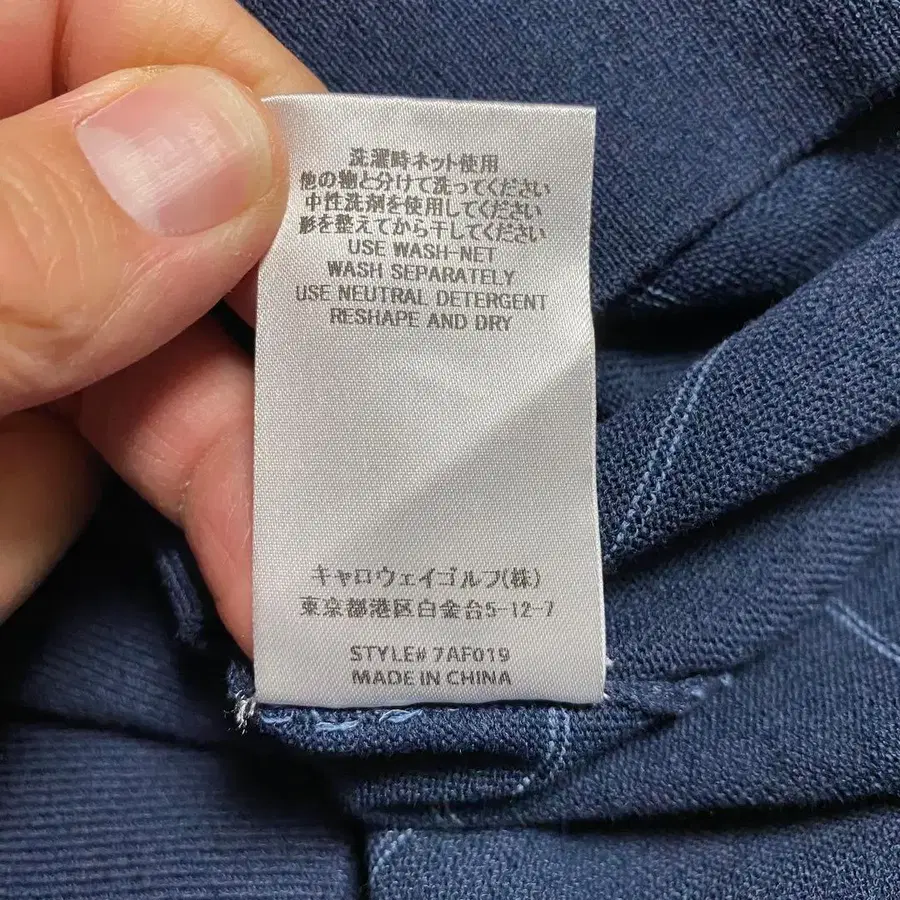 洗濯時ネット使用
他の物と分けて洗ってください
中性洗剤を使用してください
形を整えてから干してください
USE WASH-NET
WASH SEPARATELY
USE NEUTRAL DETERGENT
RESHAPE AND DRY
キャロウェイゴルフ(株)
東京都港区白金台5-12-7
STYLE# 7AF019
MADE IN CHINA